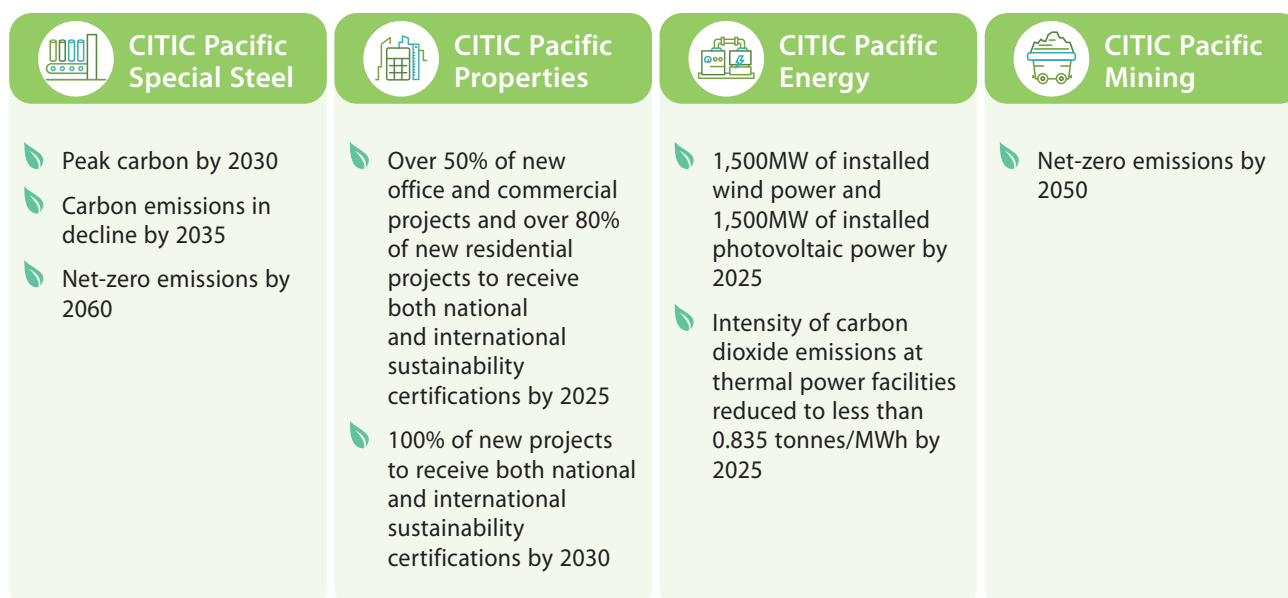 CITIC Pacific
Special Steel
Peak carbon by 2030
Carbon emissions in
decline by 2035
Net-zero emissions by
2060
CITIC Pacific
Properties
Over 50% of new
office and commercial
projects and over 80%
of new residential
projects to receive
both national
and international
sustainability
certifications by 2025
100% of new projects
to receive both national
and international
sustainability
certifications by 2030
CITIC Pacific
Energy
1,500MW of installed
wind power and
1,500MW of installed
photovoltaic power by
2025
Intensity of carbon
dioxide emissions at
thermal power facilities
reduced to less than
0.835 tonnes/MWh by
2025
CITIC Pacific
Mining
Net-zero emissions by
2050